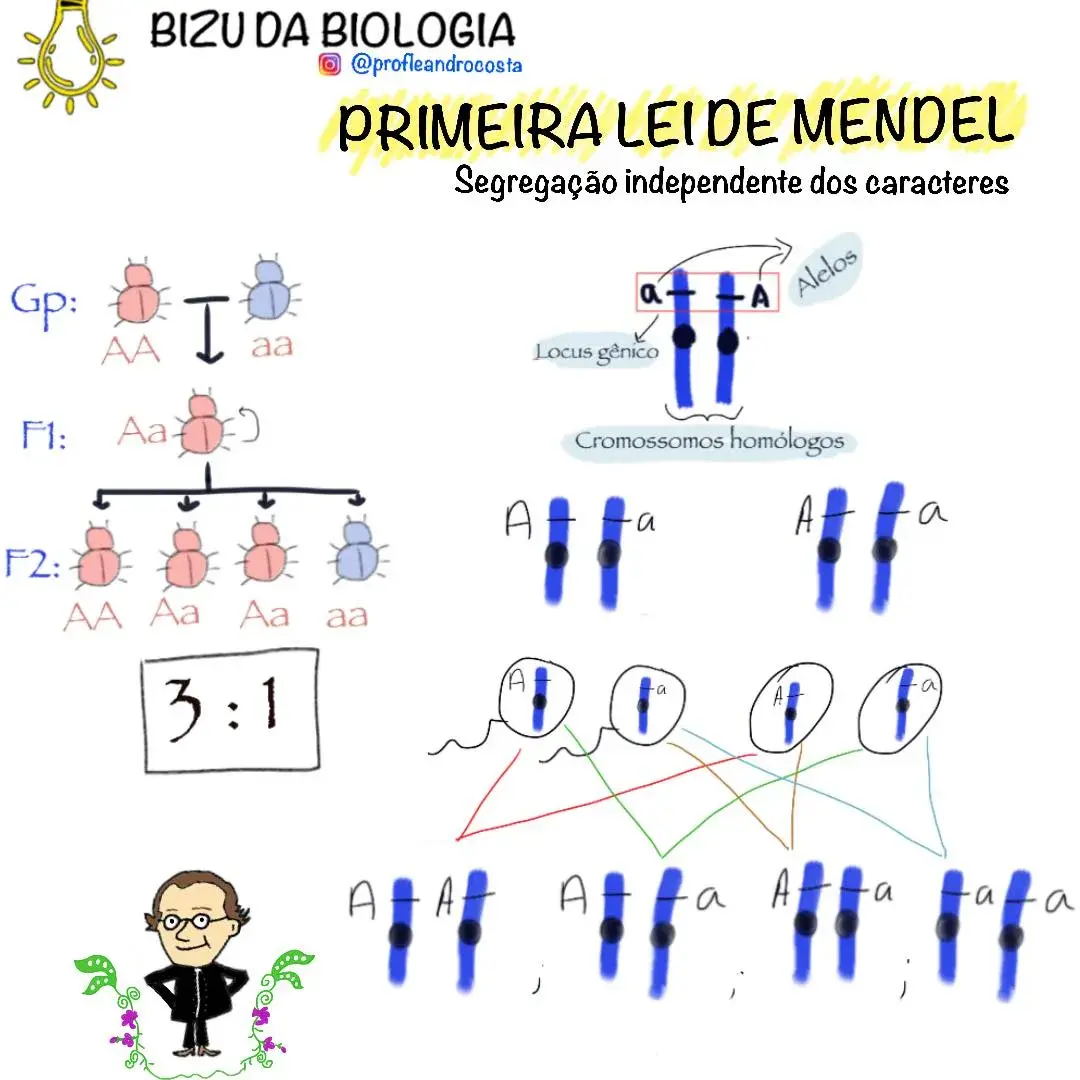 BIZU DA BIOLOGIA
@profleandrocosta
PRIMEIRA LEI DE MENDEL
Segregação independente dos caracteres
Gp:
AA
aa
F1:
Aa
F2:
AA Aa Aa aa
3:1
a A
Alelos
Locus gênico
Cromossomos homólogos
A a
A a
A
a
A
a
A A ;
A a ;
A a ;
a a